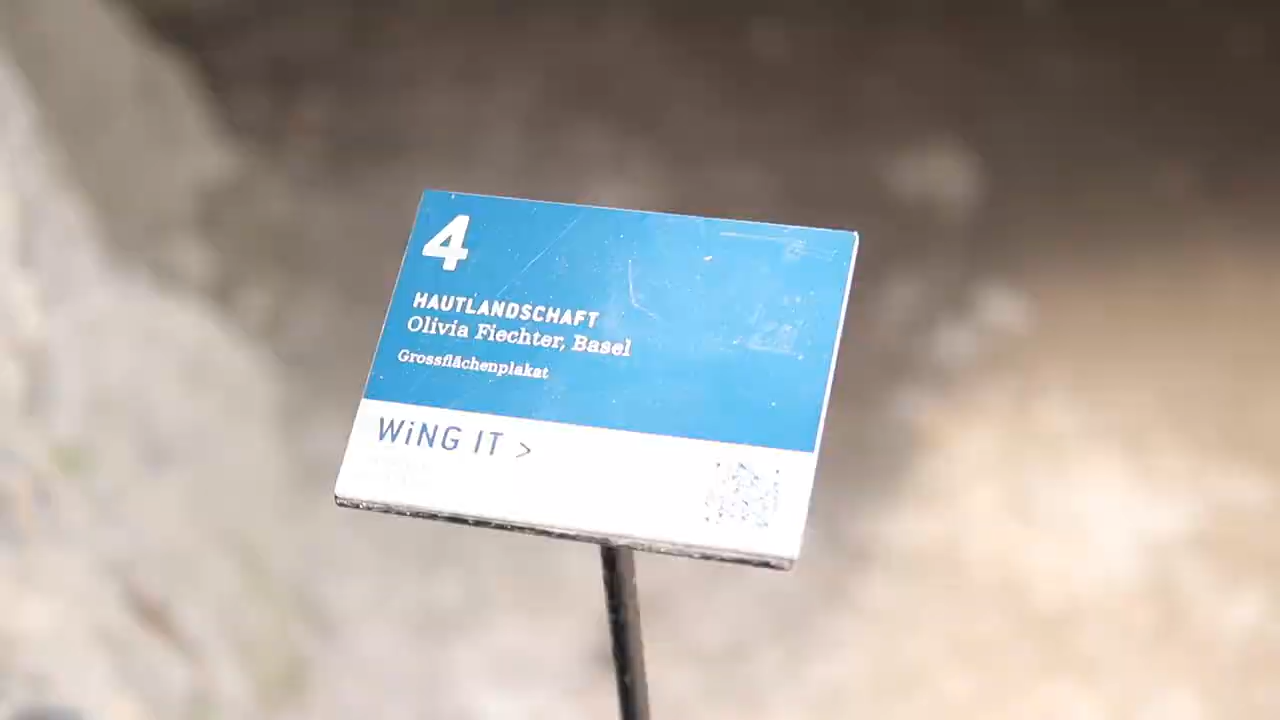 4
HAUTLANDSCHAFT
Olivia Fiechter, Basel
Grossflächenplakat
WiNG IT >